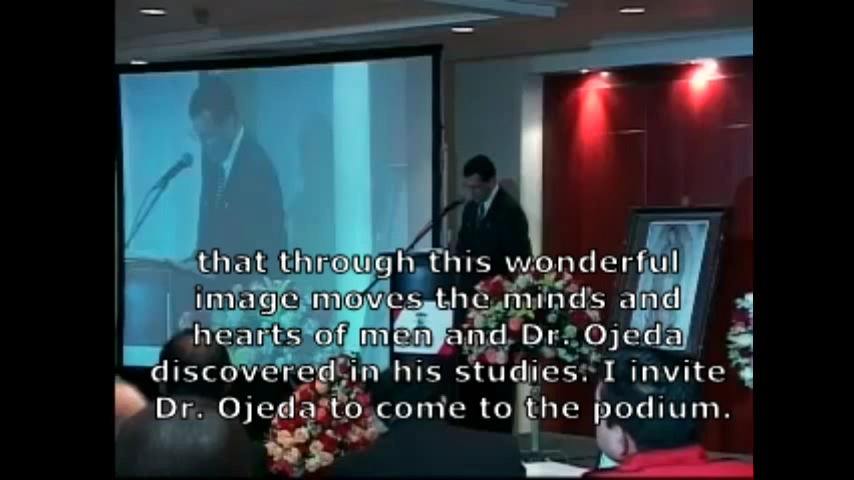 that through this wonderful
image moves the minds and
hearts of men and Dr. Ojeda
discovered in his studies. I invite
Dr. Ojeda to come to the podium.